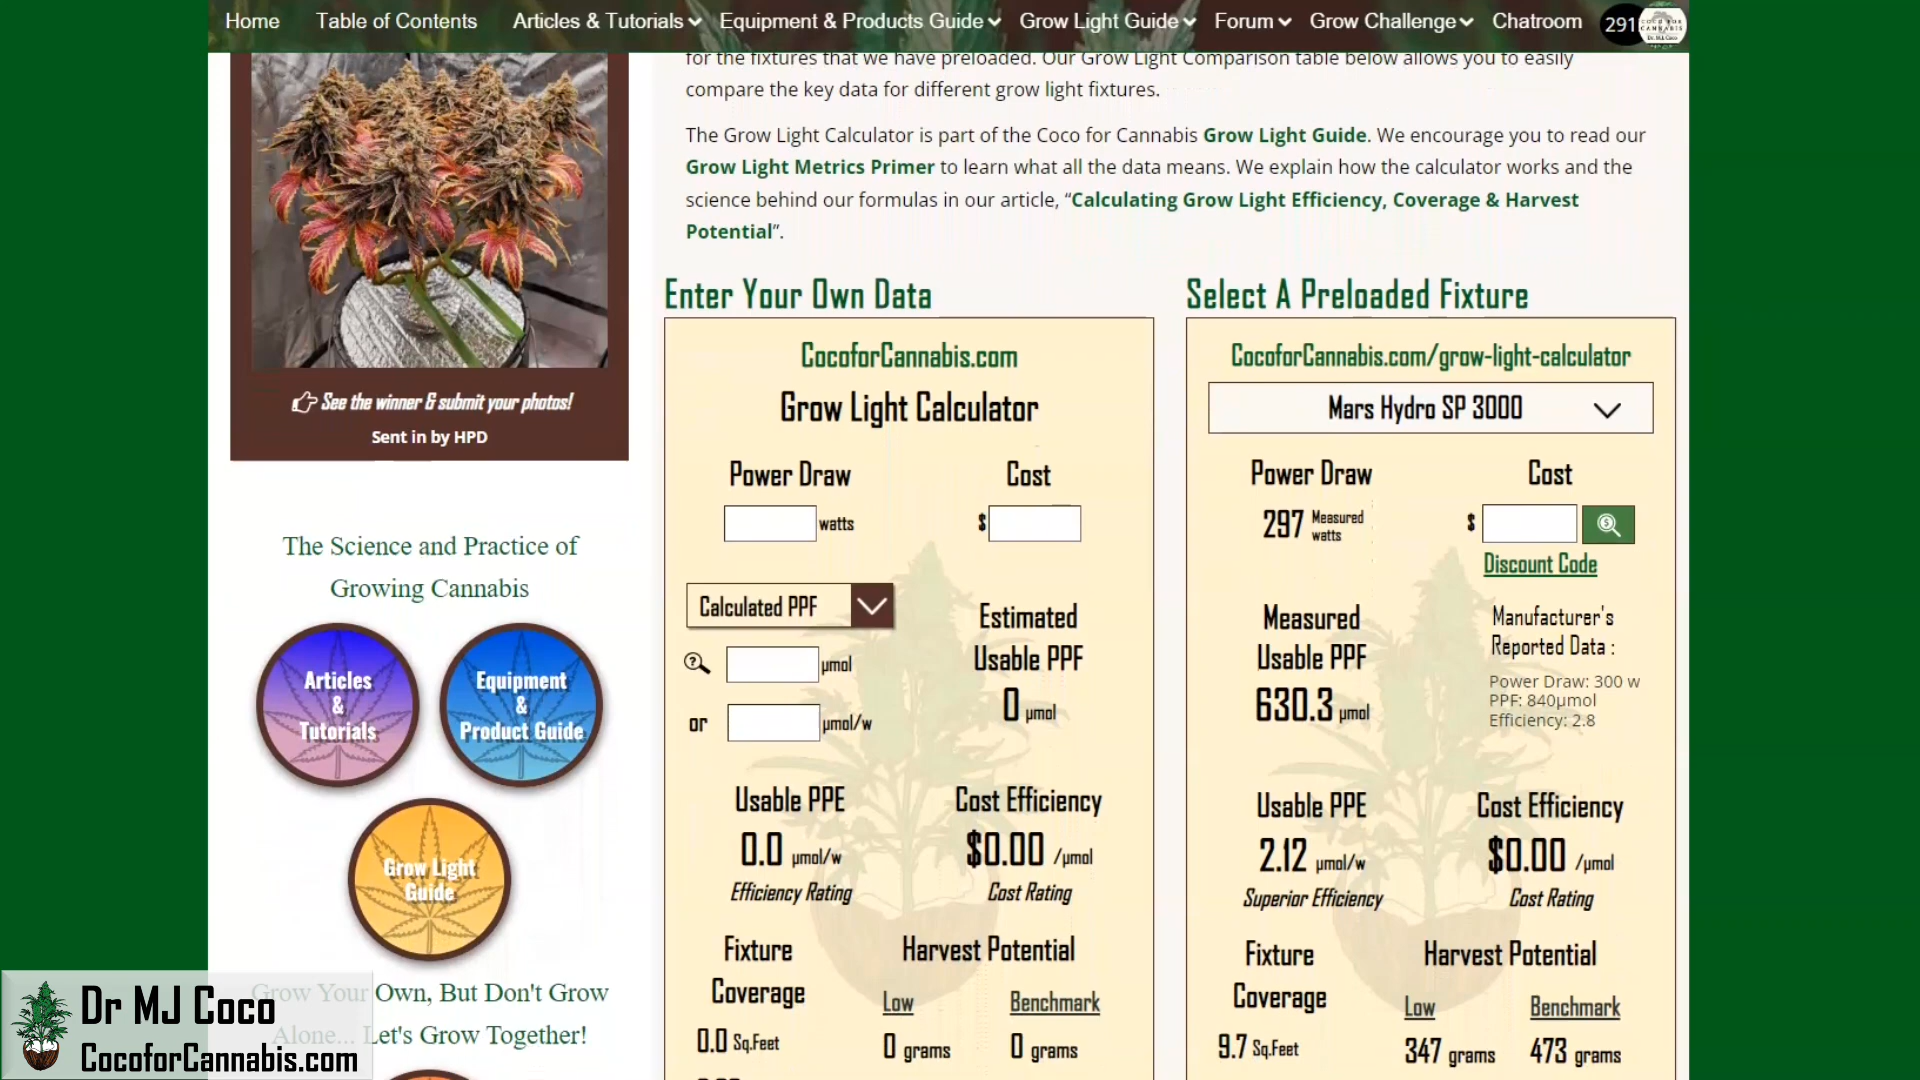 Home Table of Contents Articles & Tutorials Equipment & Products Guide Grow Light Guide Forum Grow Challenge Chatroom 291
for the fixtures that we have preloaded. Our Grow Light Comparison table below allows you to easily
compare the key data for different grow light fixtures.
The Grow Light Calculator is part of the Coco for Cannabis Grow Light Guide. We encourage you to read our
Grow Light Metrics Primer to learn what all the data means. We explain how the calculator works and the
science behind our formulas in our article, “Calculating Grow Light Efficiency, Coverage & Harvest
Potential”.
See the winner & submit your photos!
Sent in by HPD
The Science and Practice of
Growing Cannabis
Articles
&
Tutorials
Equipment
&
Product Guide
Grow Light
Guide
Grow Your Own, But Don't Grow
Alone... Let's Grow Together!
Enter Your Own Data
CocoforCannabis.com
Grow Light Calculator
Power Draw Cost
watts $
Calculated PPF
Estimated
Usable PPF
0 µmol
µmol
or µmol/w
Usable PPE Cost Efficiency
0.0 µmol/w $0.00 /µmol
Efficiency Rating Cost Rating
Fixture Harvest Potential
Coverage Low Benchmark
0.0 Sq.Feet 0 grams 0 grams
Select A Preloaded Fixture
CocoforCannabis.com/grow-light-calculator
Mars Hydro SP 3000
Power Draw Cost
297 Measured
watts
$
Discount Code
Measured
Usable PPF
630.3 µmol
Manufacturer's
Reported Data :
Power Draw: 300 w
PPF: 840µmol
Efficiency: 2.8
Usable PPE Cost Efficiency
2.12 µmol/w $0.00 /µmol
Superior Efficiency Cost Rating
Fixture Harvest Potential
Coverage Low Benchmark
9.7 Sq.Feet 347 grams 473 grams
Dr MJ Coco
CocoforCannabis.com